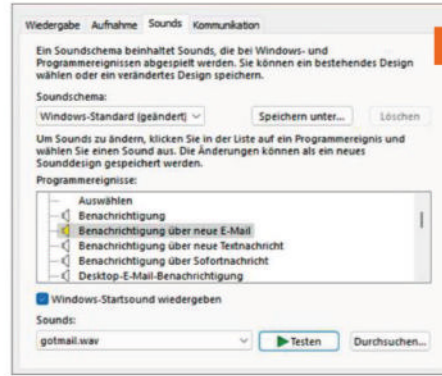 Wiedergabe Aufnahme Sounds Kommunikation
Ein Soundschema beinhaltet Sounds, die bei Windows- und
Programmereignissen abgespielt werden. Sie können ein bestehendes Design
wählen oder ein verändertes Design speichern.
Soundschema:
Windows-Standard (geändert) Speichern unter... Löschen
Um Sounds zu ändern, klicken Sie in der Liste auf ein Programmereignis und
wählen Sie einen Sound aus. Die Änderungen können als ein neues
Sounddesign gespeichert werden.
Programmereignisse:
Auswählen
Benachrichtigung
Benachrichtigung über neue E-Mail
Benachrichtigung über neue Textnachricht
Benachrichtigung über Sofortnachricht
Desktop-E-Mail-Benachrichtigung
Windows-Startsound wiedergeben
Sounds:
gotmail.wav Testen Durchsuchen...